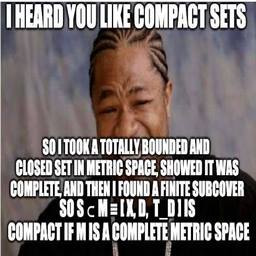 I HEARD YOU LIKE COMPACT SETS
SO I TOOK A TOTALLY BOUNDED AND
CLOSED SET IN METRIC SPACE, SHOWED IT WAS
COMPLETE, AND THEN I FOUND A FINITE SUBCOVER
SO S ⊂ M ≡ [ X, D, T_D ] IS
COMPACT IF M IS A COMPLETE METRIC SPACE